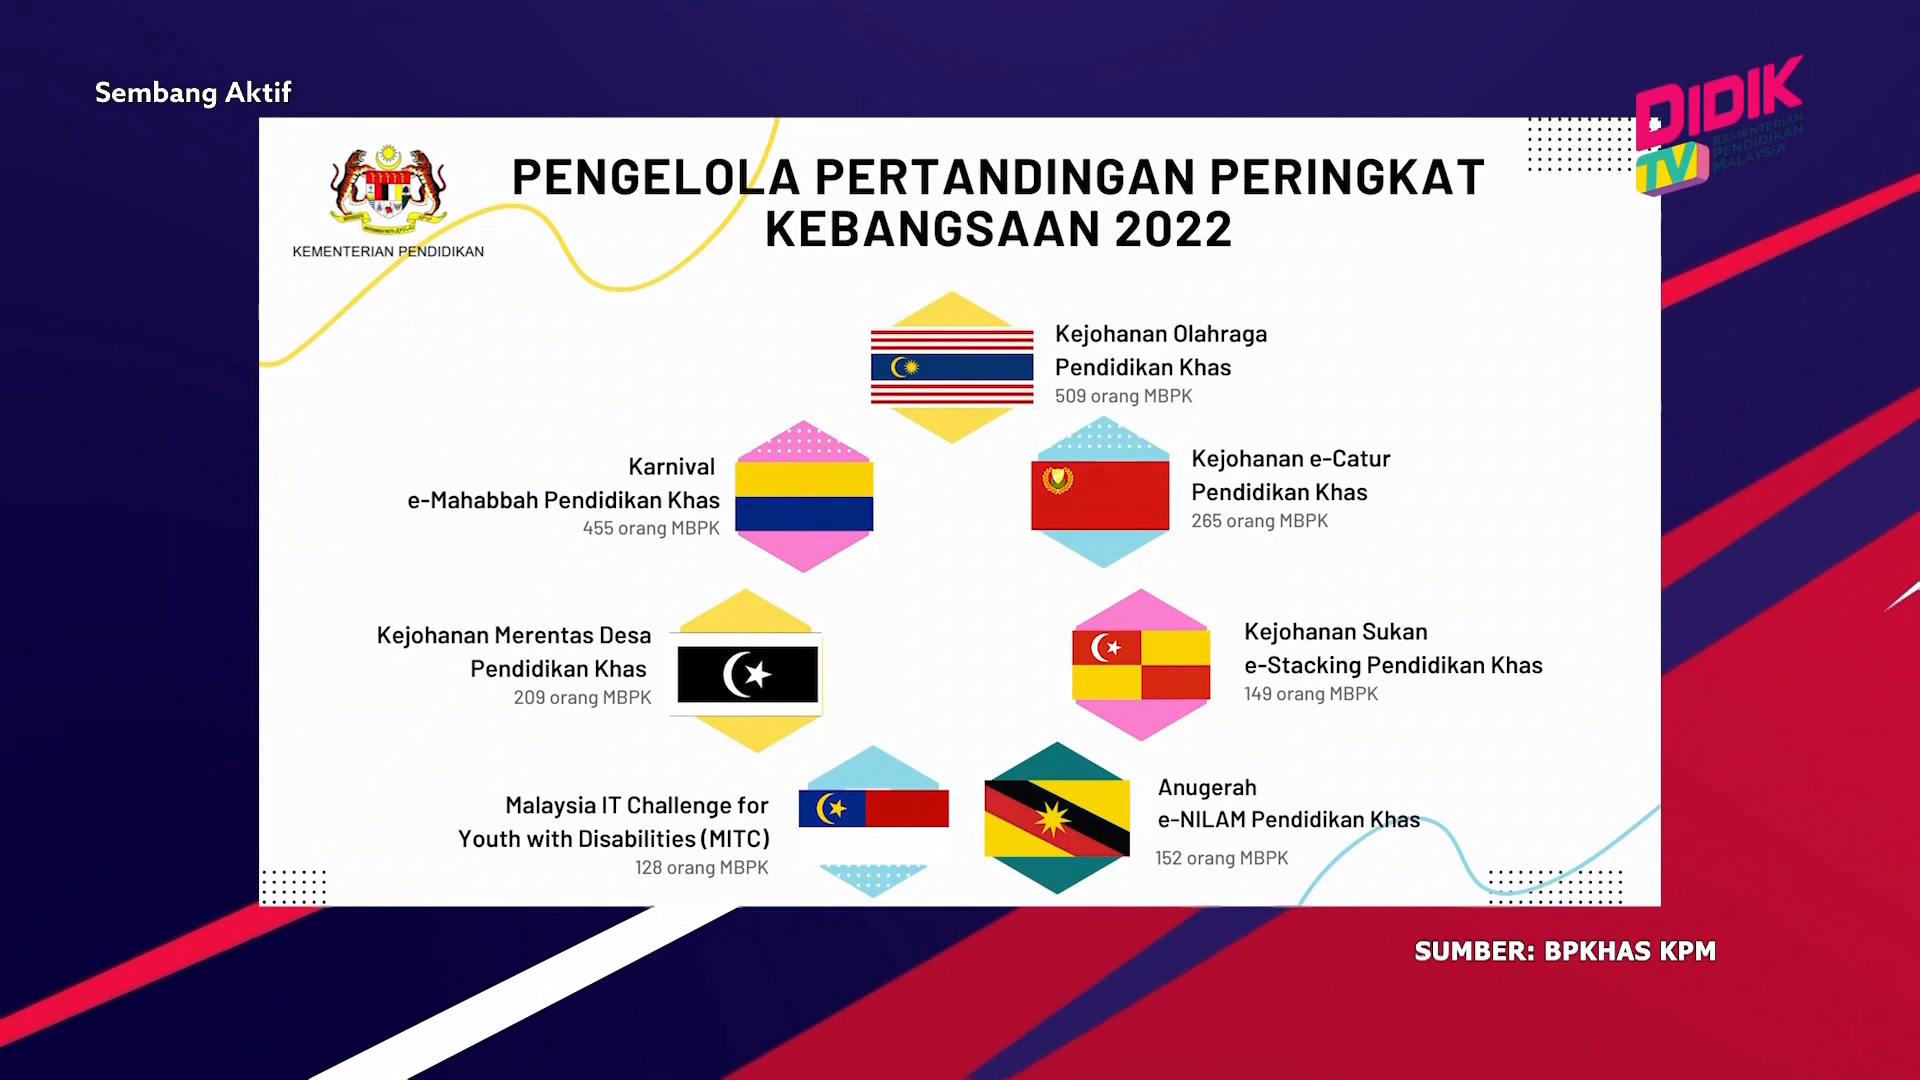 Sembang Aktif
DIDIK
TV
KEMENTERIAN
PENDIDIKAN
MALAYSIA
KEMENTERIAN PENDIDIKAN
PENGELOLA PERTANDINGAN PERINGKAT
KEBANGSAAN 2022
Kejohanan Olahraga
Pendidikan Khas
509 orang MBPK
Karnival
e-Mahabbah Pendidikan Khas
455 orang MBPK
Kejohanan e-Catur
Pendidikan Khas
265 orang MBPK
Kejohanan Merentas Desa
Pendidikan Khas
209 orang MBPK
Kejohanan Sukan
e-Stacking Pendidikan Khas
149 orang MBPK
Malaysia IT Challenge for
Youth with Disabilities (MITC)
128 orang MBPK
Anugerah
e-NILAM Pendidikan Khas
152 orang MBPK
SUMBER: BPKHAS KPM